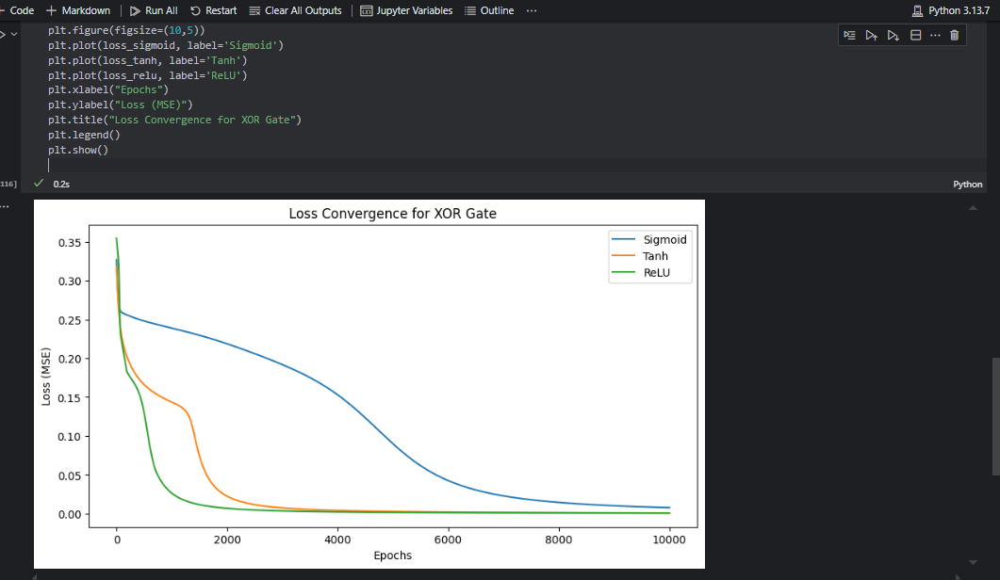 Code + Markdown Run All Restart Clear All Outputs Jupyter Variables Outline ... Python 3.13.7
plt.figure(figsize=(10,5))
plt.plot(loss_sigmoid, label='Sigmoid')
plt.plot(loss_tanh, label='Tanh')
plt.plot(loss_relu, label='ReLU')
plt.xlabel("Epochs")
plt.ylabel("Loss (MSE)")
plt.title("Loss Convergence for XOR Gate")
plt.legend()
plt.show()
116] 0.2s Python
Loss Convergence for XOR Gate
Sigmoid
Tanh
ReLU
0.35
0.30
0.25
0.20
0.15
0.10
0.05
0.00
Loss (MSE)
0 2000 4000 6000 8000 10000
Epochs